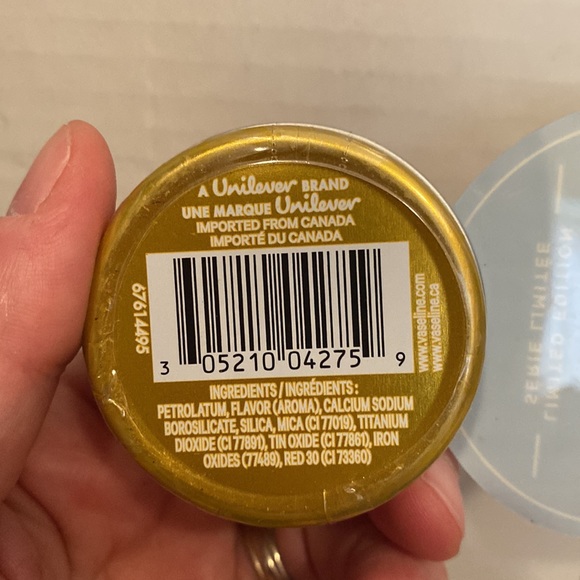 A Unilever BRAND
UNE MARQUE Unilever
IMPORTED FROM CANADA
IMPORTÉ DU CANADA
67614495
3 05210 04275 9
www.vaseline.com
www.vaseline.ca
INGREDIENTS / INGRÉDIENTS :
PETROLATUM, FLAVOR (AROMA), CALCIUM SODIUM
BOROSILICATE, SILICA, MICA (CI 77019), TITANIUM
DIOXIDE (CI 77891), TIN OXIDE (CI 77861), IRON
OXIDES (77489), RED 30 (CI 73360)
LIMITED EDITION
SÉRIE LIMITÉE